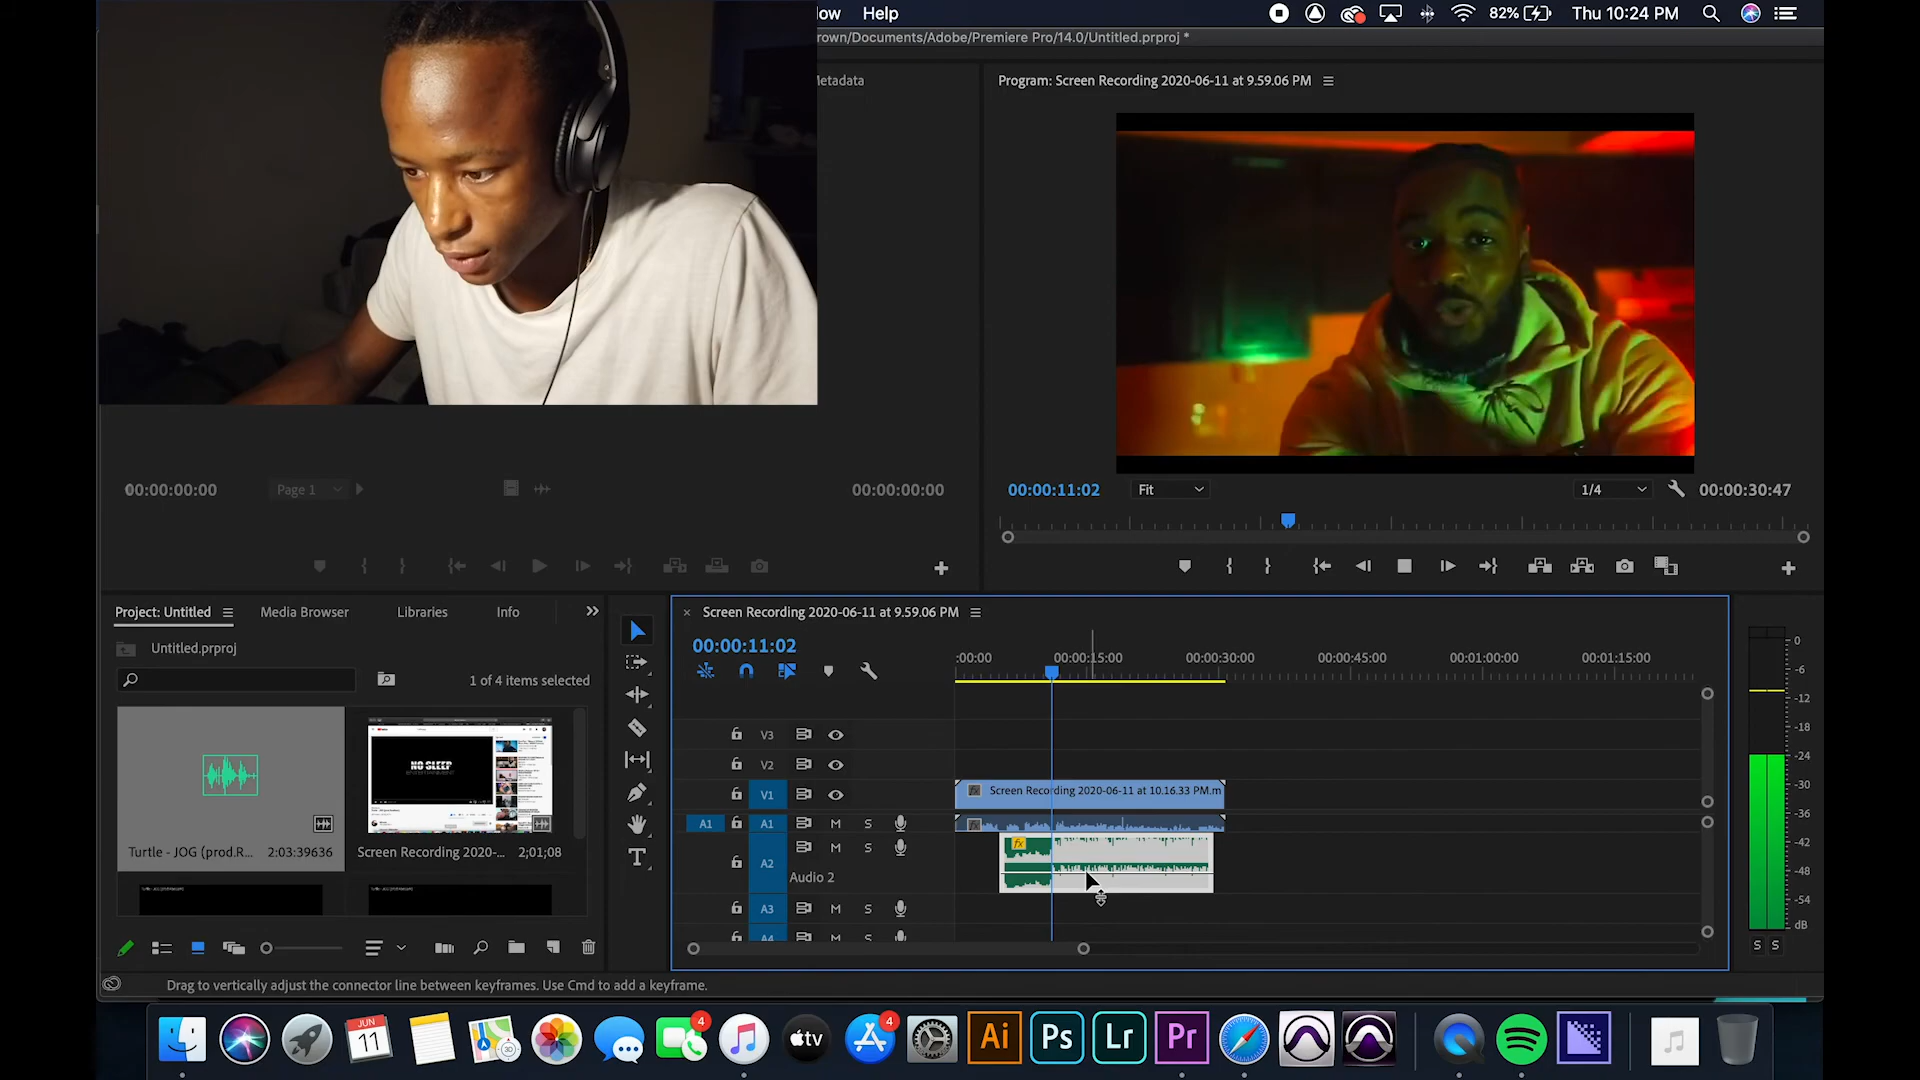 low Help
82% Thu 10:24 PM
rown/Documents/Adobe/Premiere Pro/14.0/Untitled.prproj *
Metadata
Program: Screen Recording 2020-06-11 at 9.59.06 PM
00:00:00:00 Page 1 00:00:00:00
00:00:11:02 Fit 1/4 00:00:30:47
Project: Untitled Media Browser Libraries Info
Untitled.prproj
1 of 4 items selected
NO SLEEP
Turtle - JOG (prod.R... 2:03:39636
Screen Recording 2020-... 2;01;08
Screen Recording 2020-06-11 at 9.59.06 PM
00:00:11:02
:00:00 00:00:15:00 00:00:30:00 00:00:45:00 00:01:00:00 00:01:15:00
V3
V2
V1 Screen Recording 2020-06-11 at 10.16.33 PM.m
fx
A1 A1 M S
A2 M S
fx
Audio 2
A3 M S
A4 M S
0
-6
-12
-18
-24
-30
-36
-42
-48
-54
dB
S S
Drag to vertically adjust the connector line between keyframes. Use Cmd to add a keyframe.
JUN
11
4
tv
4
Ai Ps Lr Pr